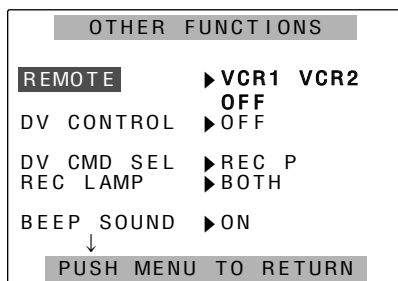 OTHER FUNCTIONS
REMOTE ▶VCR1 VCR2
OFF
DV CONTROL ▶OFF
DV CMD SEL ▶REC P
REC LAMP ▶BOTH
BEEP SOUND ▶ON
↓
PUSH MENU TO RETURN